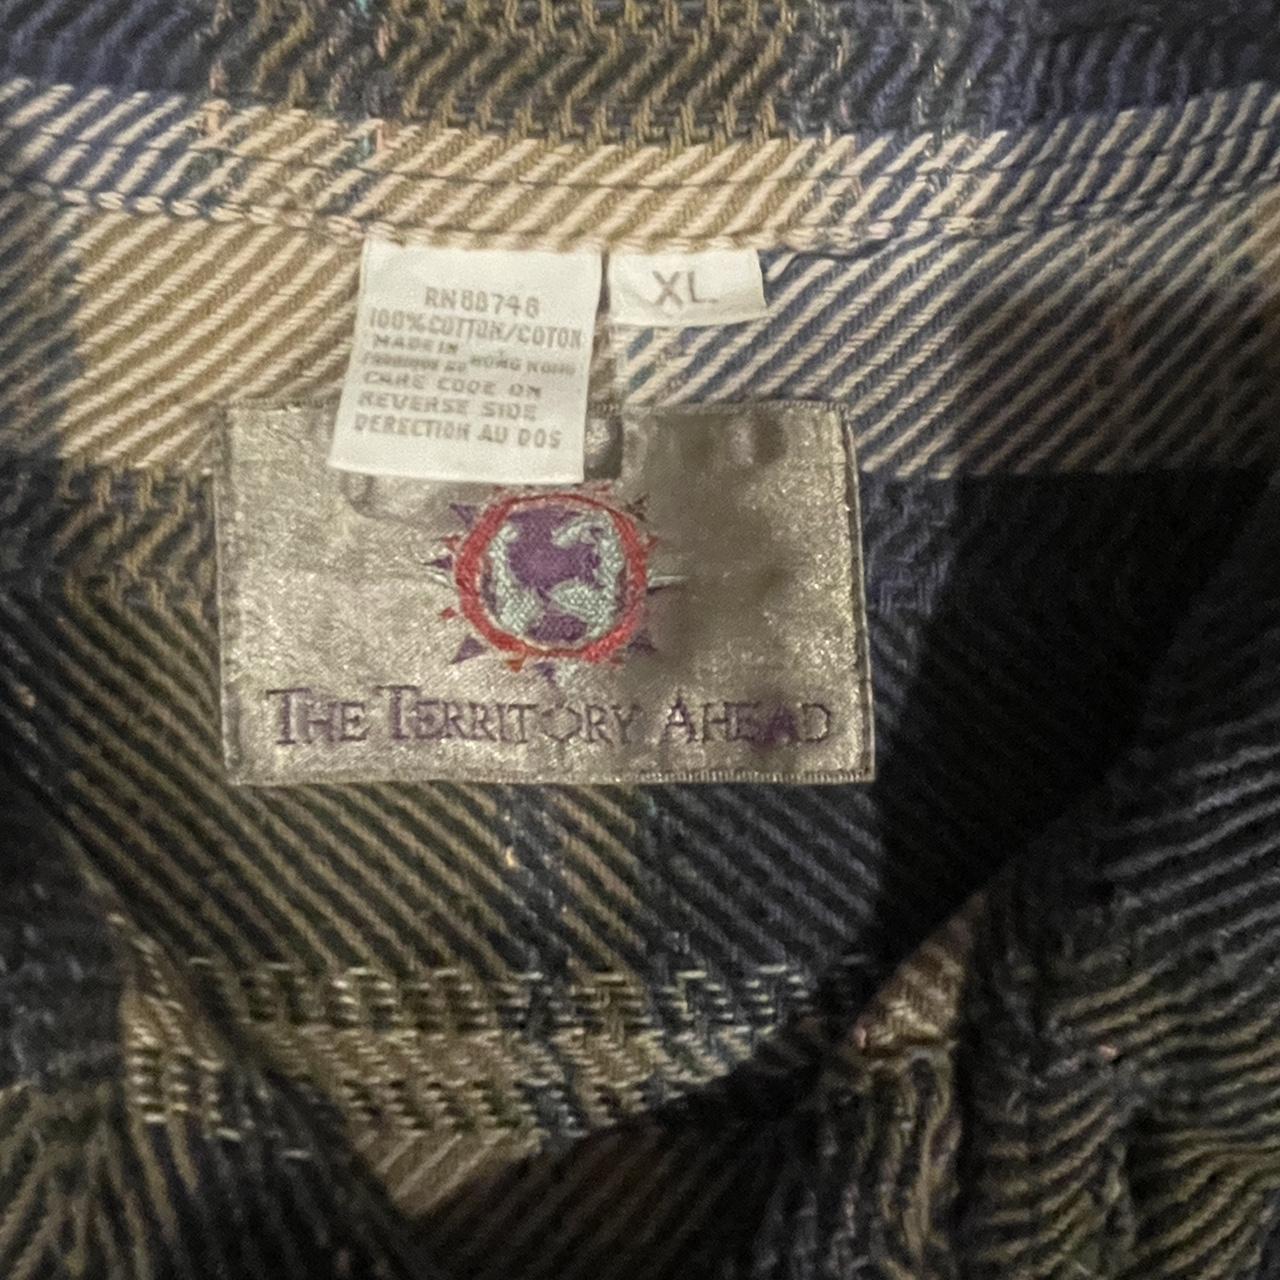 RN88746
100% COTTON/COTON
MADE IN HONG KONG
CARE CODE ON
REVERSE SIDE
DERECTION AU DOS
XL
THE TERRITORY AHEAD